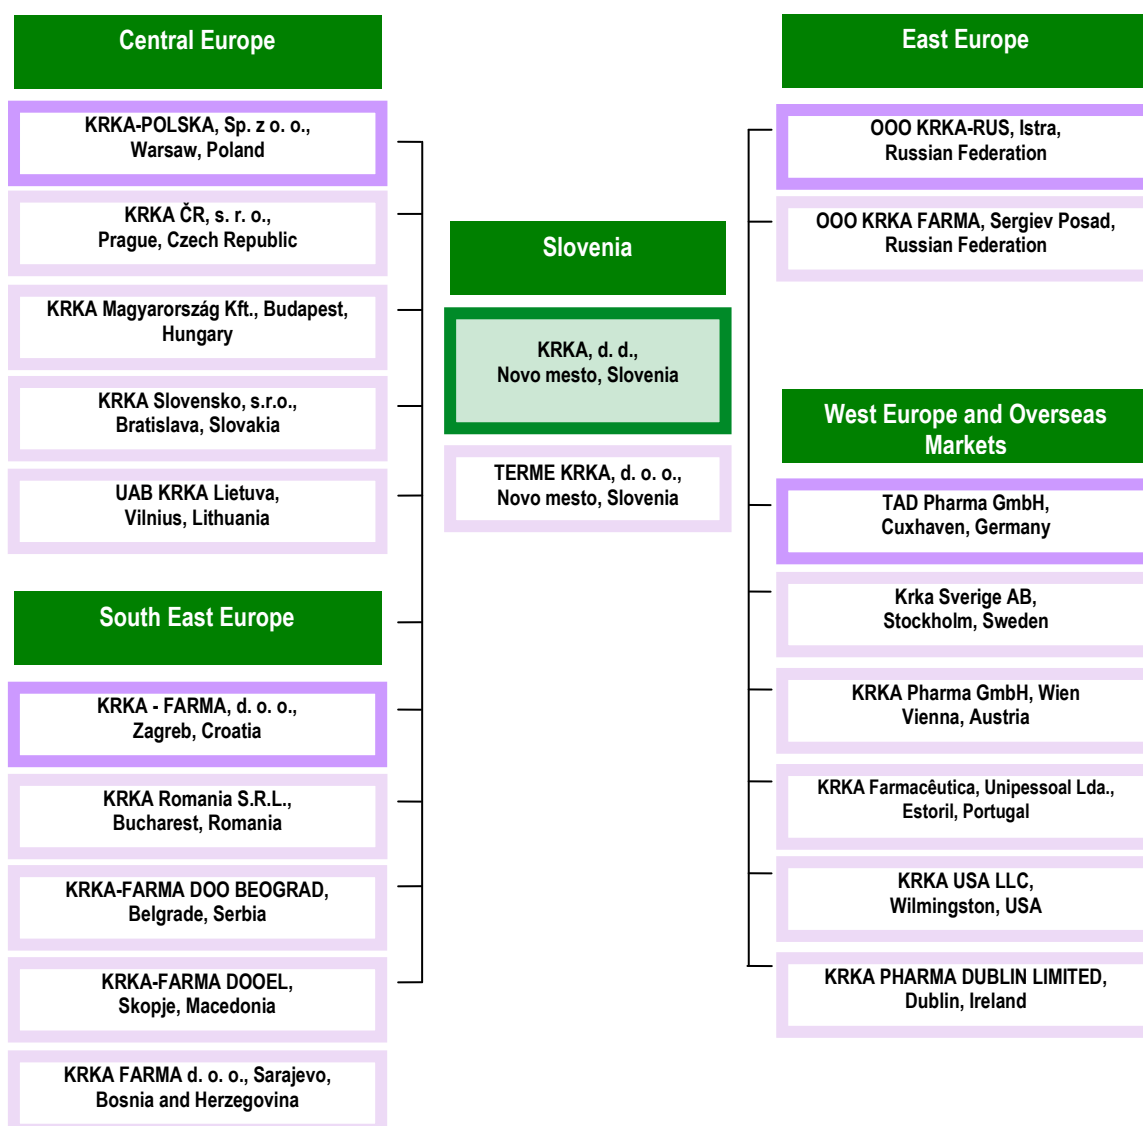 Central Europe
KRKA-POLSKA, Sp. z o. o.,
Warsaw, Poland
KRKA ČR, s. r. o.,
Prague, Czech Republic
KRKA Magyarország Kft., Budapest,
Hungary
KRKA Slovensko, s.r.o.,
Bratislava, Slovakia
UAB KRKA Lietuva,
Vilnius, Lithuania
South East Europe
KRKA - FARMA, d. o. o.,
Zagreb, Croatia
KRKA Romania S.R.L.,
Bucharest, Romania
KRKA-FARMA DOO BEOGRAD,
Belgrade, Serbia
KRKA-FARMA DOOEL,
Skopje, Macedonia
KRKA FARMA d. o. o., Sarajevo,
Bosnia and Herzegovina
Slovenia
KRKA, d. d.,
Novo mesto, Slovenia
TERME KRKA, d. o. o.,
Novo mesto, Slovenia
East Europe
OOO KRKA-RUS, Istra,
Russian Federation
OOO KRKA FARMA, Sergiev Posad,
Russian Federation
West Europe and Overseas
Markets
TAD Pharma GmbH,
Cuxhaven, Germany
Krka Sverige AB,
Stockholm, Sweden
KRKA Pharma GmbH, Wien
Vienna, Austria
KRKA Farmacêutica, Unipessoal Lda.,
Estoril, Portugal
KRKA USA LLC,
Wilmingston, USA
KRKA PHARMA DUBLIN LIMITED,
Dublin, Ireland